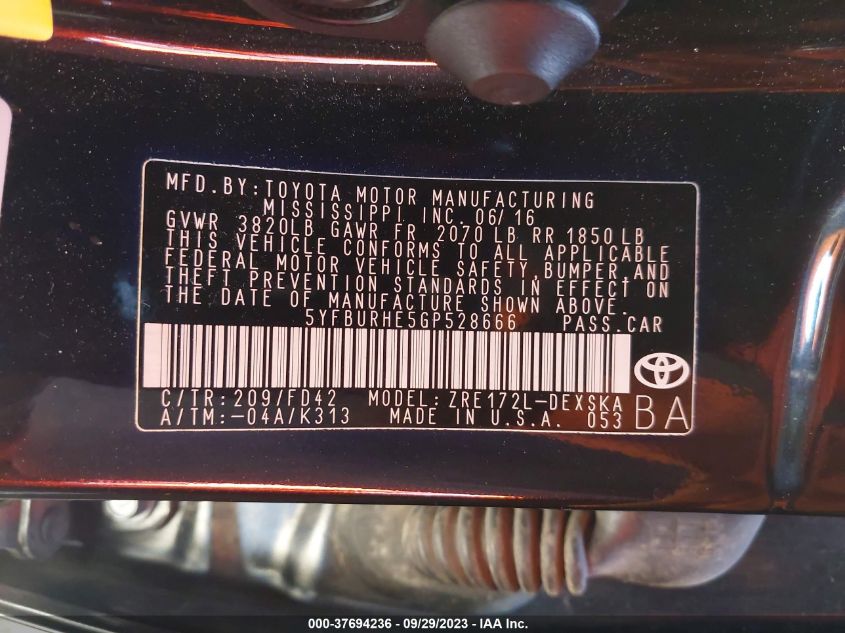 MFD.BY:TOYOTA MOTOR MANUFACTURING
MISSISSIPPI INC.06/16
GVWR 3820LB GAWR FR 2070 LB RR 1850 LB
THIS VEHICLE CONFORMS TO ALL APPLICABLE
FEDERAL MOTOR VEHICLE SAFETY,BUMPER,AND
THEFT PREVENTION STANDARDS IN EFFECT ON
THE DATE OF MANUFACTURE SHOWN ABOVE.
5YFBURHE5GP528666 PASS.CAR
C/TR:209/FD42 MODEL:ZRE172L-DEXSKA
A/TM:-04A/K313 MADE IN U.S.A. 053 BA
000-37694236 - 09/29/2023 - IAA Inc.